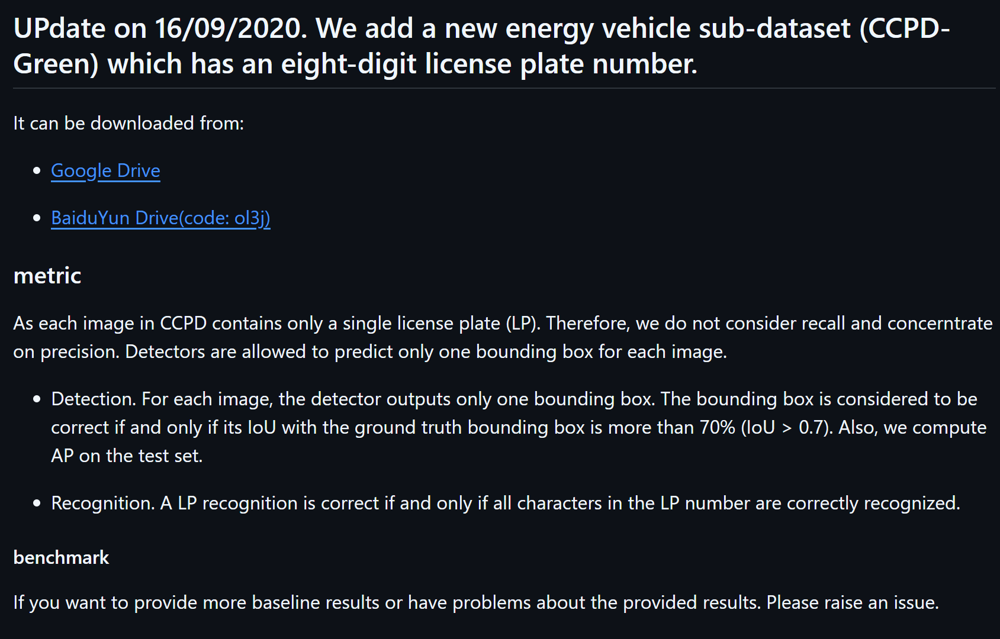 UPdate on 16/09/2020. We add a new energy vehicle sub-dataset (CCPD-
Green) which has an eight-digit license plate number.
It can be downloaded from:
• Google Drive
• BaiduYun Drive(code: ol3j)
metric
As each image in CCPD contains only a single license plate (LP). Therefore, we do not consider recall and concerntrate
on precision. Detectors are allowed to predict only one bounding box for each image.
• Detection. For each image, the detector outputs only one bounding box. The bounding box is considered to be
correct if and only if its IoU with the ground truth bounding box is more than 70% (IoU > 0.7). Also, we compute
AP on the test set.
• Recognition. A LP recognition is correct if and only if all characters in the LP number are correctly recognized.
benchmark
If you want to provide more baseline results or have problems about the provided results. Please raise an issue.